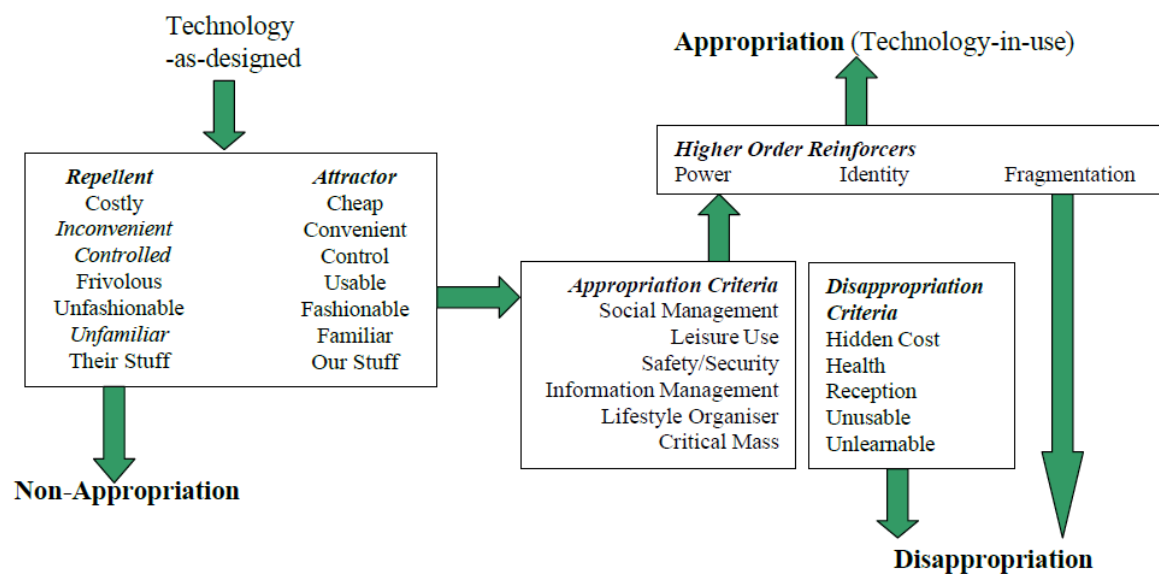 Technology
-as-designed
Appropriation (Technology-in-use)
Repellent Attractor
Costly Cheap
Inconvenient Convenient
Controlled Control
Frivolous Usable
Unfashionable Fashionable
Unfamiliar Familiar
Their Stuff Our Stuff
Non-Appropriation
Higher Order Reinforcers
Power Identity Fragmentation
Appropriation Criteria
Social Management
Leisure Use
Safety/Security
Information Management
Lifestyle Organiser
Critical Mass
Disappropriation
Criteria
Hidden Cost
Health
Reception
Unusable
Unlearnable
Disappropriation